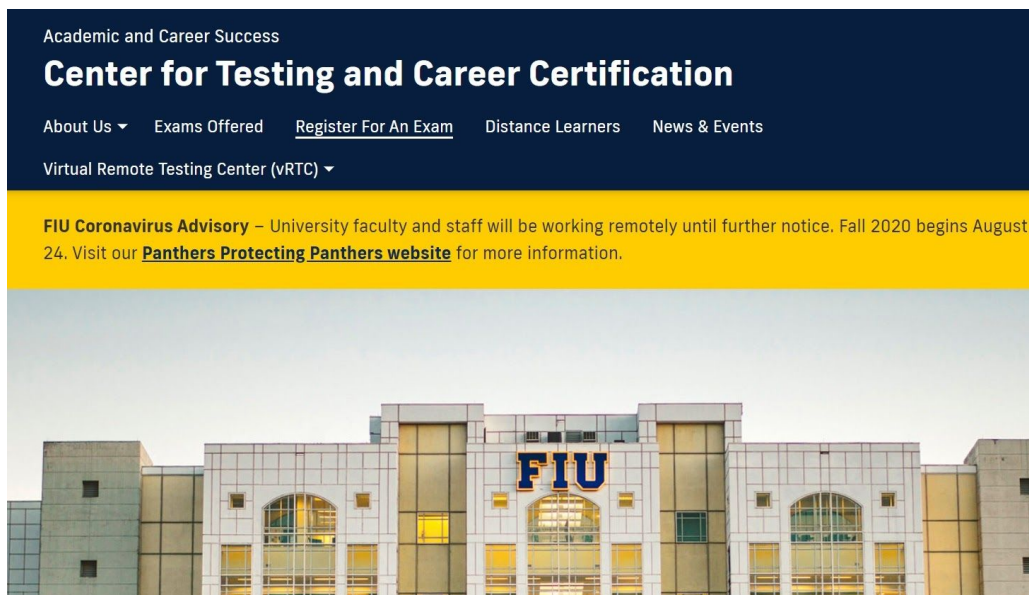 Academic and Career Success
Center for Testing and Career Certification
About Us Exams Offered Register For An Exam Distance Learners News & Events
Virtual Remote Testing Center (vRTC)
FIU Coronavirus Advisory – University faculty and staff will be working remotely until further notice. Fall 2020 begins August
24. Visit our Panthers Protecting Panthers website for more information.
FIU